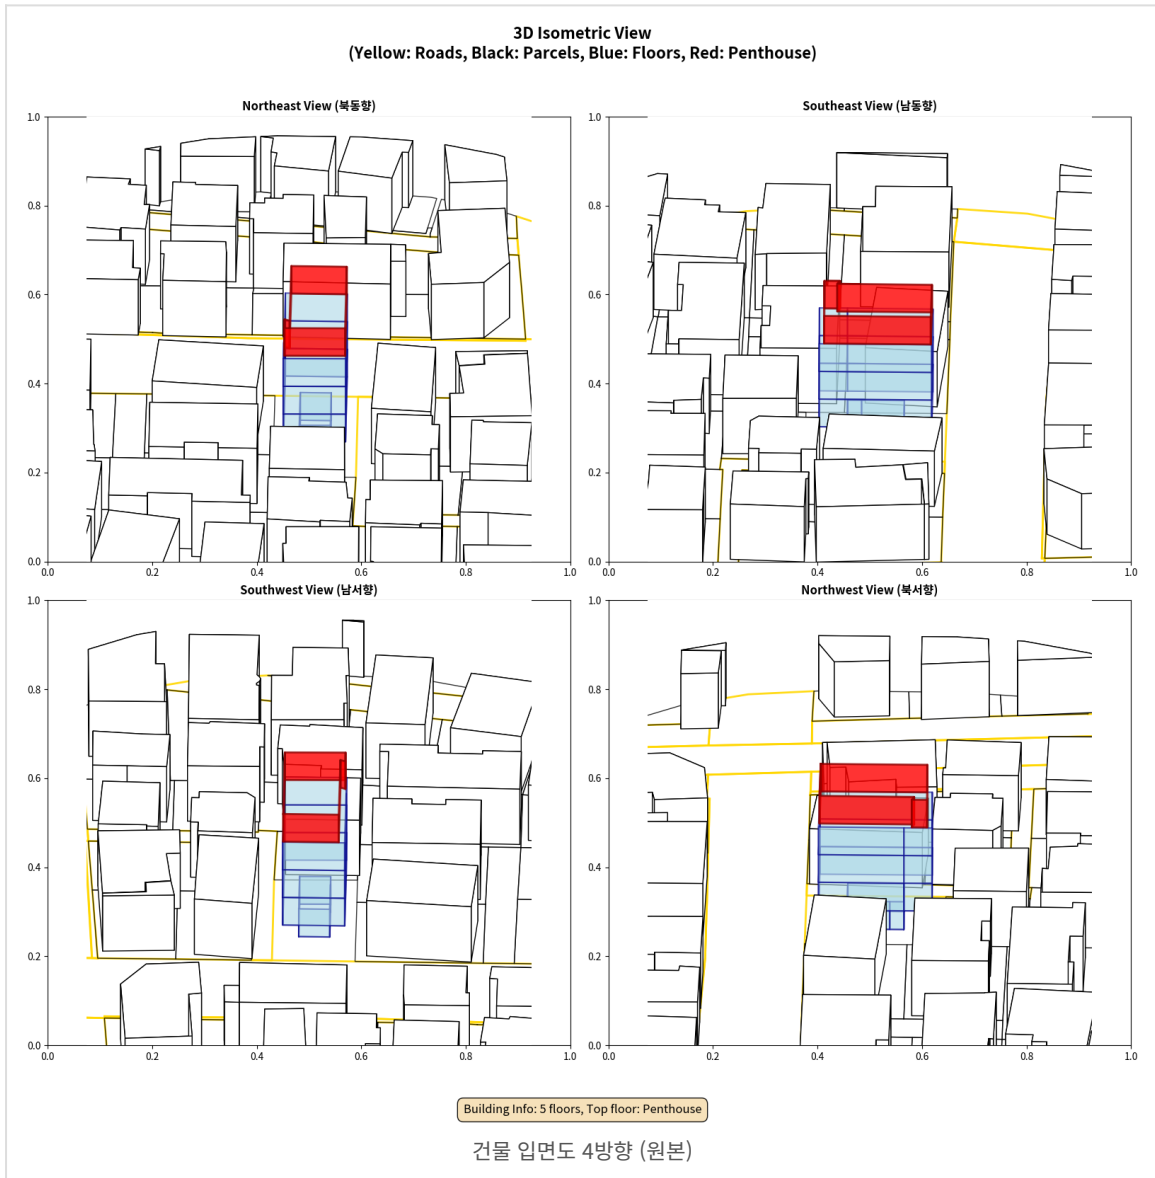 3D Isometric View
(Yellow: Roads, Black: Parcels, Blue: Floors, Red: Penthouse)
Northeast View (북동향)
1.0
0.8
0.6
0.4
0.2
0.0
0.0 0.2 0.4 0.6 0.8 1.0
Southeast View (남동향)
1.0
0.8
0.6
0.4
0.2
0.0
0.0 0.2 0.4 0.6 0.8 1.0
Southwest View (남서향)
1.0
0.8
0.6
0.4
0.2
0.0
0.0 0.2 0.4 0.6 0.8 1.0
Northwest View (북서향)
1.0
0.8
0.6
0.4
0.2
0.0
0.0 0.2 0.4 0.6 0.8 1.0
Building Info: 5 floors, Top floor: Penthouse
건물 입면도 4방향 (원본)